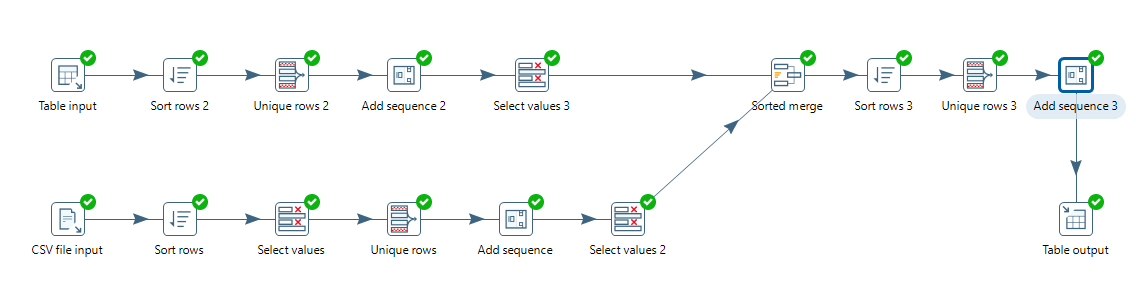 Table input
Sort rows 2
Unique rows 2
Add sequence 2
Select values 3
Sorted merge
Sort rows 3
Unique rows 3
Add sequence 3
CSV file input
Sort rows
Select values
Unique rows
Add sequence
Select values 2
Table output